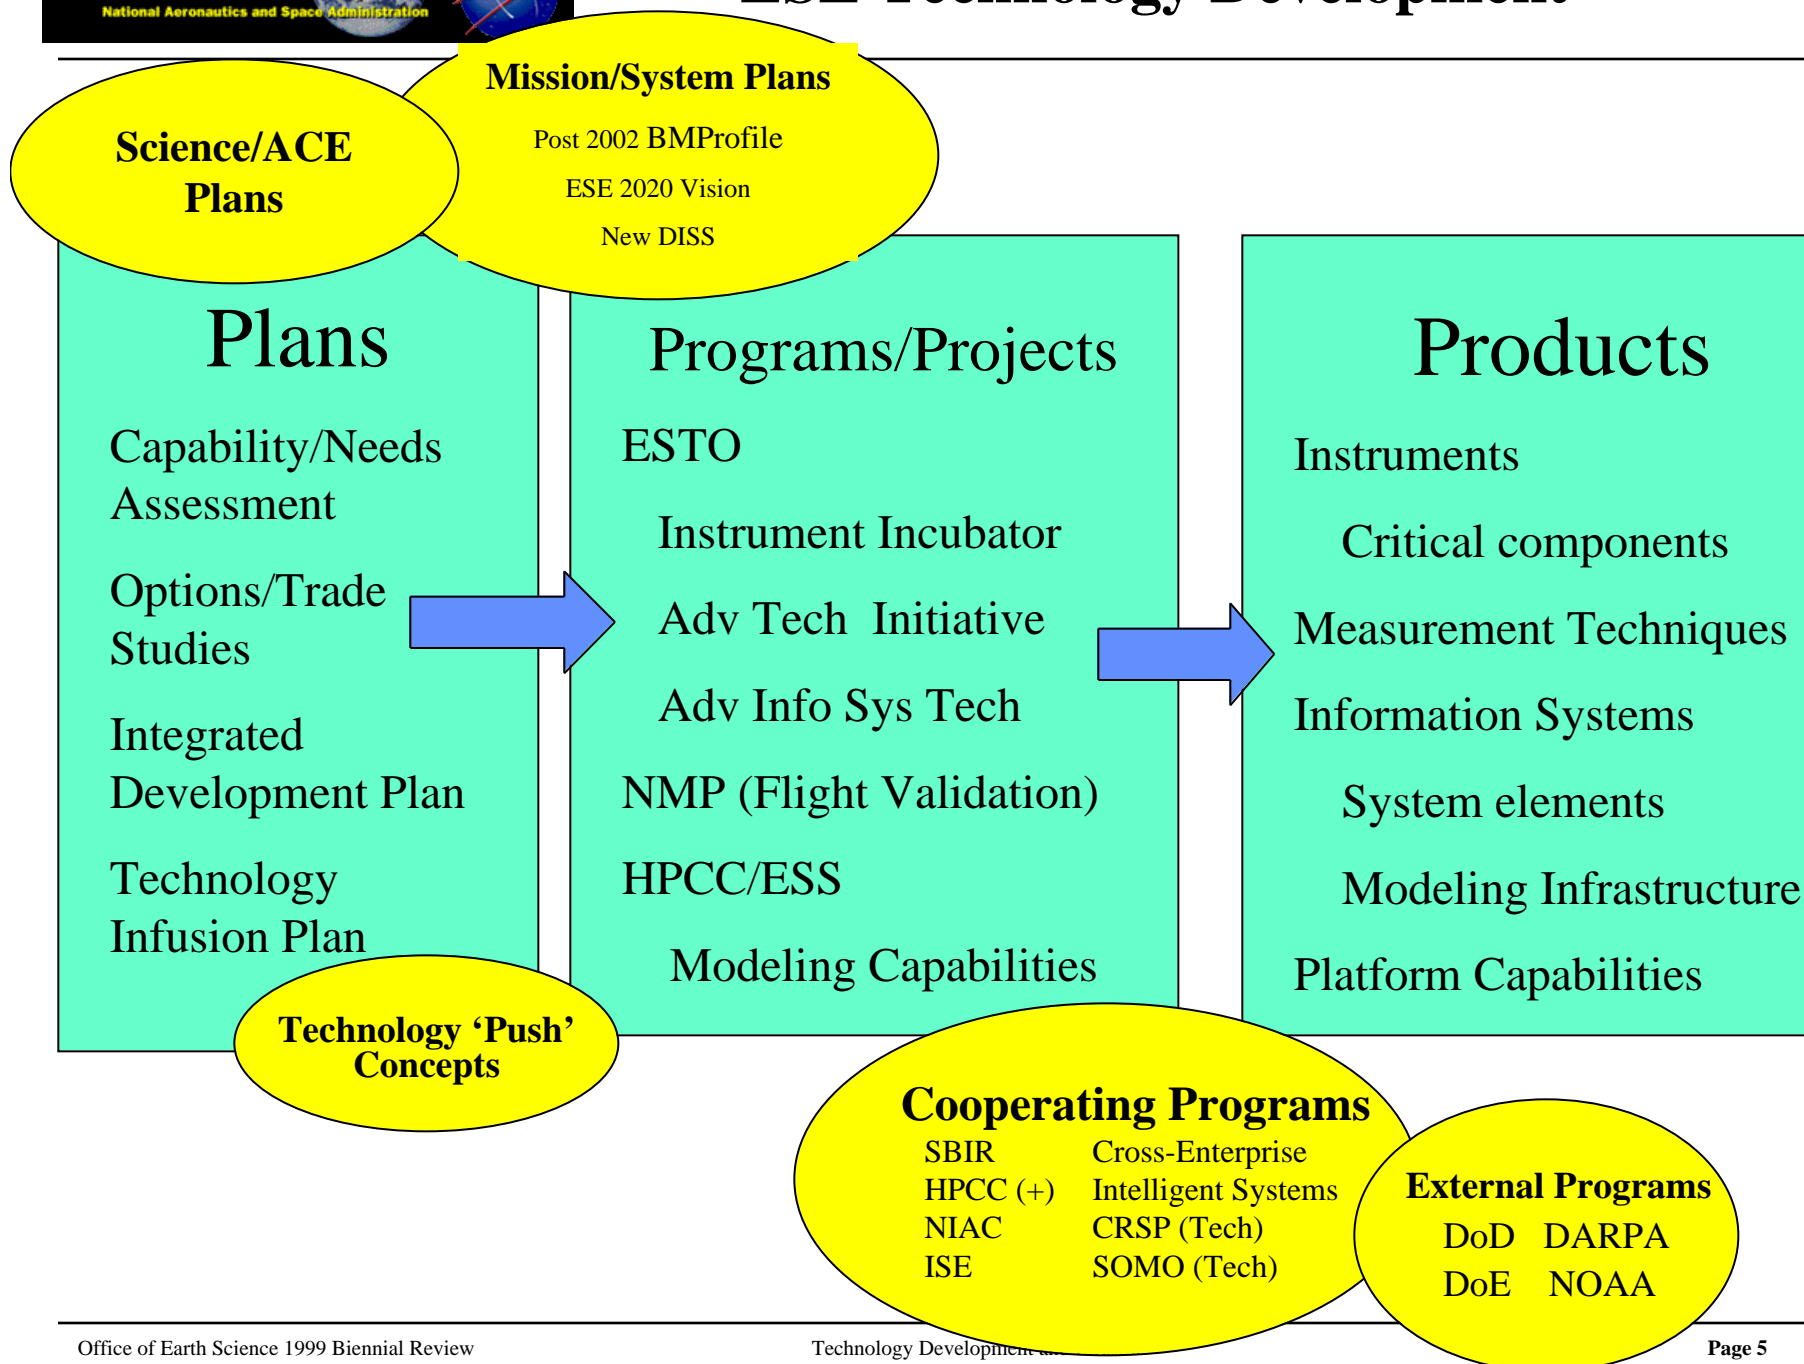 National Aeronautics and Space Administration
ESE Technology Development
Mission/System Plans
Post 2002 BMProfile
ESE 2020 Vision
New DISS
Science/ACE
Plans
Plans
Capability/Needs
Assessment
Options/Trade
Studies
Integrated
Development Plan
Technology
Infusion Plan
Technology ‘Push’
Concepts
Programs/Projects
ESTO
Instrument Incubator
Adv Tech  Initiative
Adv Info Sys Tech
NMP (Flight Validation)
HPCC/ESS
Modeling Capabilities
Products
Instruments
Critical components
Measurement Techniques
Information Systems
System elements
Modeling Infrastructure
Platform Capabilities
Cooperating Programs
SBIR Cross-Enterprise
HPCC (+) Intelligent Systems
NIAC CRSP (Tech)
ISE SOMO (Tech)
External Programs
DoD DARPA
DoE NOAA
Office of Earth Science 1999 Biennial Review
Technology Development
Page 5